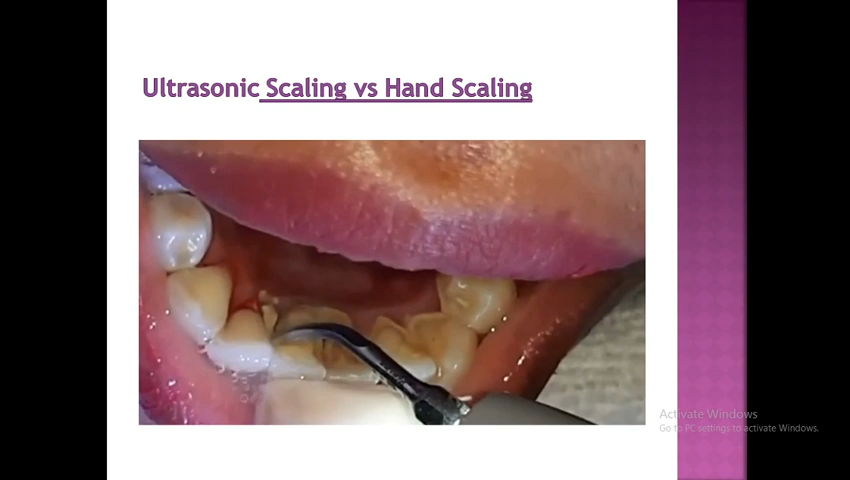 Ultrasonic Scaling vs Hand Scaling
Activate Windows
Go to PC settings to activate Windows.